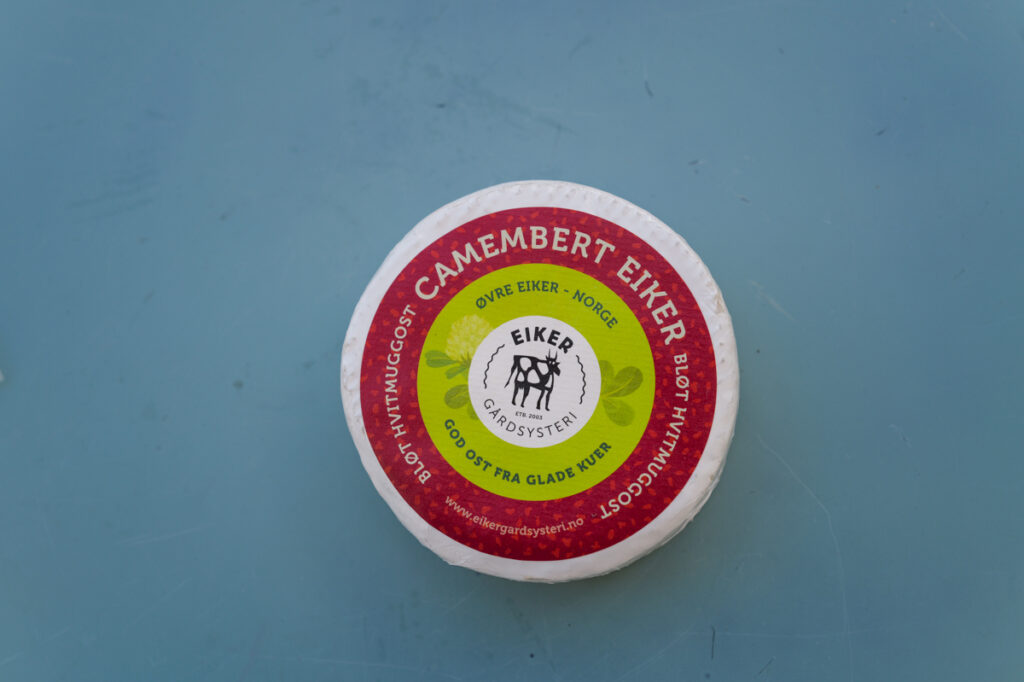 CAMEMBERT EIKER
BLØT HVITMUGGOST
BLØT HVITMUGGOST
www.eikergardsysteri.no
ØVRE EIKER - NORGE
GOD OST FRA GLADE KUER
EIKER
ETB. 2003
GÅRDSYSTERI